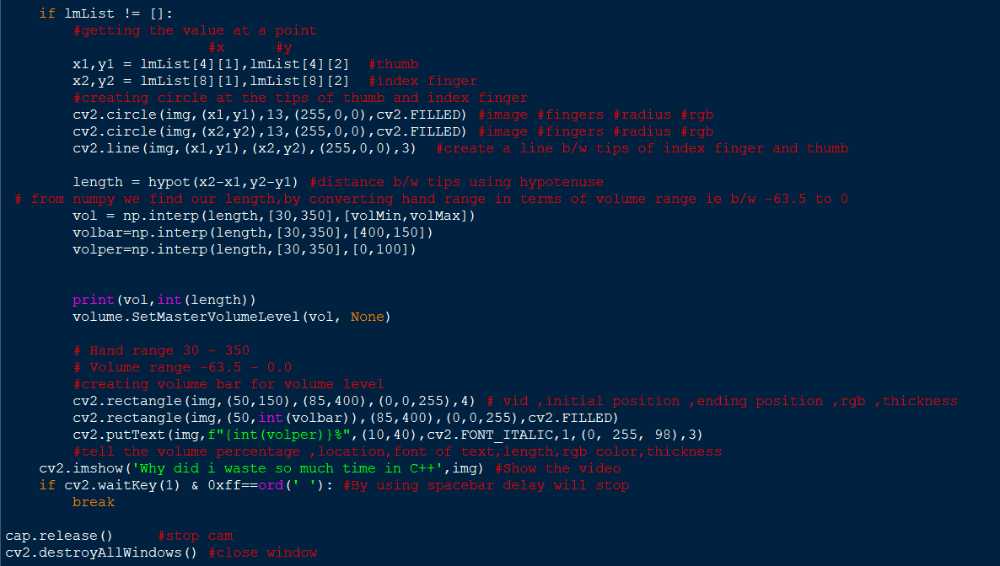 if lmList != []:
#getting the value at a point
#x #y
x1,y1 = lmList[4][1],lmList[4][2] #thumb
x2,y2 = lmList[8][1],lmList[8][2] #index finger
#creating circle at the tips of thumb and index finger
cv2.circle(img,(x1,y1),13,(255,0,0),cv2.FILLED) #image #fingers #radius #rgb
cv2.circle(img,(x2,y2),13,(255,0,0),cv2.FILLED) #image #fingers #radius #rgb
cv2.line(img,(x1,y1),(x2,y2),(255,0,0),3) #create a line b/w tips of index finger and thumb
length = hypot(x2-x1,y2-y1) #distance b/w tips using hypotenuse
# from numpy we find our length,by converting hand range in terms of volume range ie b/w -63.5 to 0
vol = np.interp(length,[30,350],[volMin,volMax])
volbar=np.interp(length,[30,350],[400,150])
volper=np.interp(length,[30,350],[0,100])
print(vol,int(length))
volume.SetMasterVolumeLevel(vol, None)
# Hand range 30 - 350
# Volume range -63.5 - 0.0
#creating volume bar for volume level
cv2.rectangle(img,(50,150),(85,400),(0,0,255),4) # vid ,initial position ,ending position ,rgb ,thickness
cv2.rectangle(img,(50,int(volbar)),(85,400),(0,0,255),cv2.FILLED)
cv2.putText(img,f"{int(volper)}%",(10,40),cv2.FONT_ITALIC,1,(0, 255, 98),3)
#tell the volume percentage ,location,font of text,length,rgb color,thickness
cv2.imshow('Why did i waste so much time in C++',img) #Show the video
if cv2.waitKey(1) & 0xff==ord(' '): #By using spacebar delay will stop
break
cap.release() #stop cam
cv2.destroyAllWindows() #close window